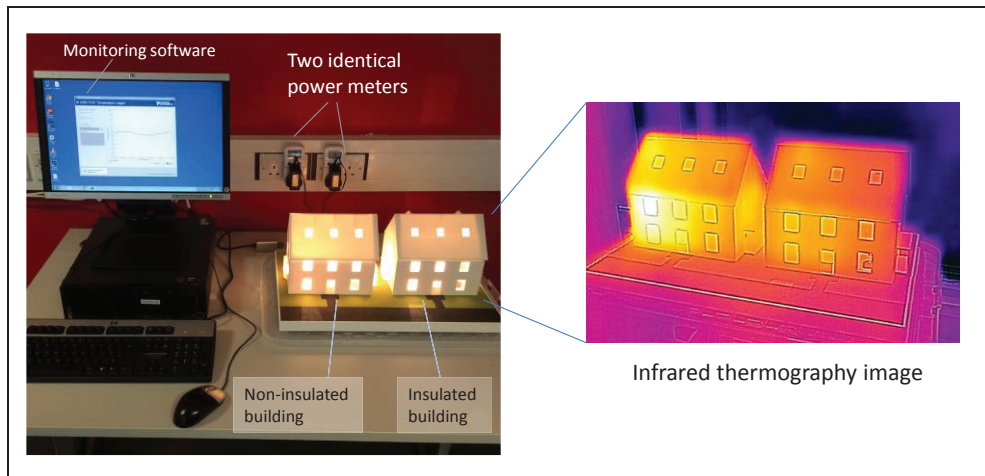 Monitoring software
Two identical
power meters
Non-insulated
building
Insulated
building
Infrared thermography image